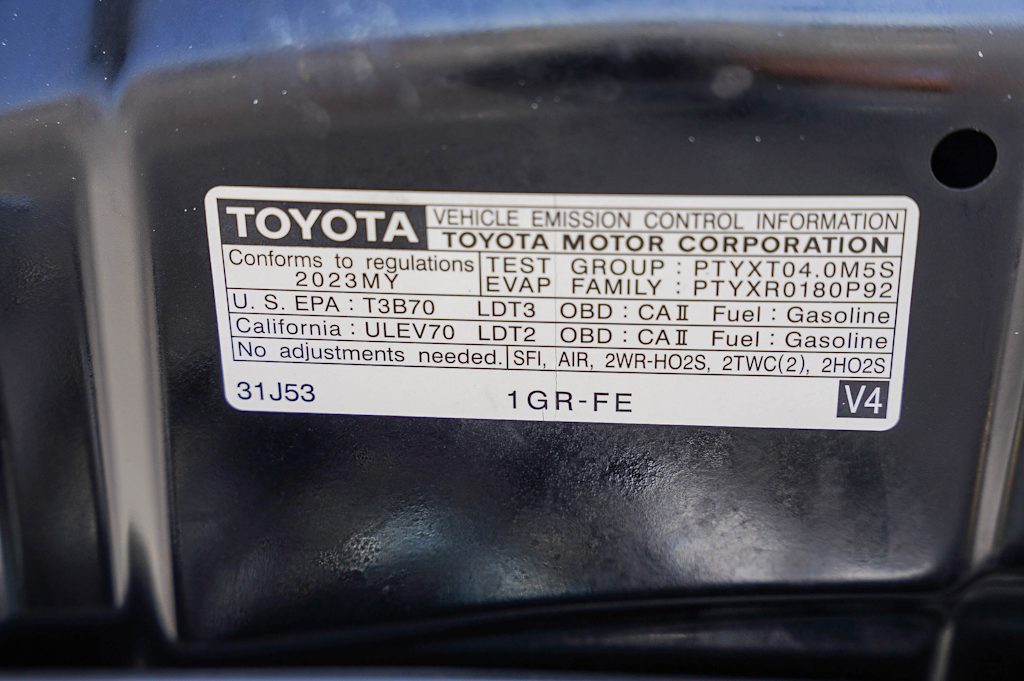 TOYOTA VEHICLE EMISSION CONTROL INFORMATION
TOYOTA MOTOR CORPORATION
Conforms to regulations
2023MY
TEST GROUP : PTYXT04.0M5S
EVAP FAMILY : PTYXR0180P92
U. S. EPA : T3B70 LDT3 OBD : CAⅡ Fuel : Gasoline
California : ULEV70 LDT2 OBD : CAⅡ Fuel : Gasoline
No adjustments needed. SFI, AIR, 2WR-HO2S, 2TWC(2), 2HO2S
31J53 1GR-FE V4